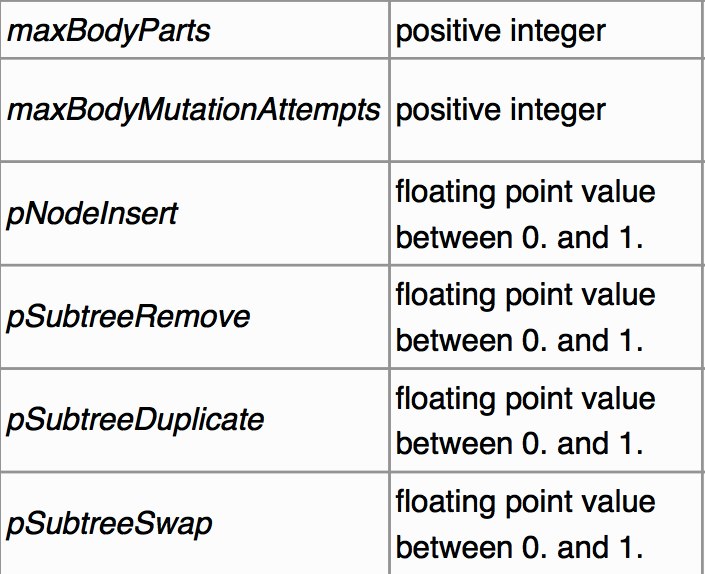 maxBodyParts positive integer
maxBodyMutationAttempts positive integer
pNodeInsert floating point value
between 0. and 1.
pSubtreeRemove floating point value
between 0. and 1.
pSubtreeDuplicate floating point value
between 0. and 1.
pSubtreeSwap floating point value
between 0. and 1.